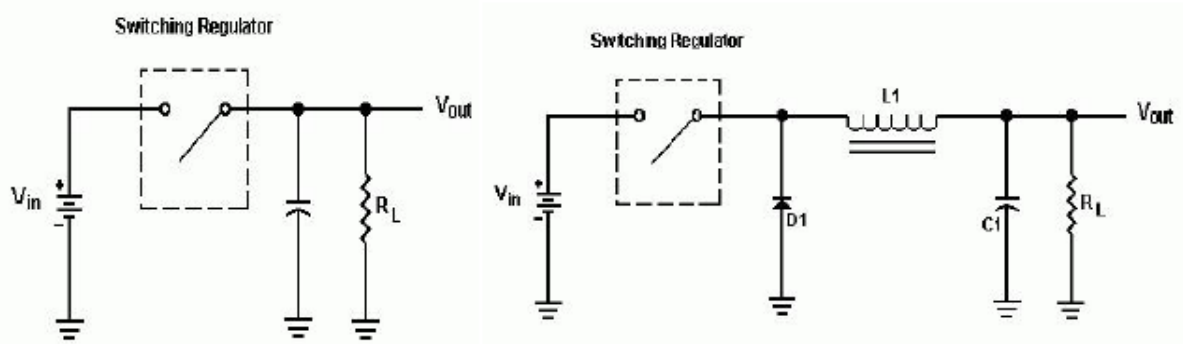 Switching Regulator
Vout
Vin
+
-
RL
Switching Regulator
L1
Vout
Vin
+
-
D1
C1
RL